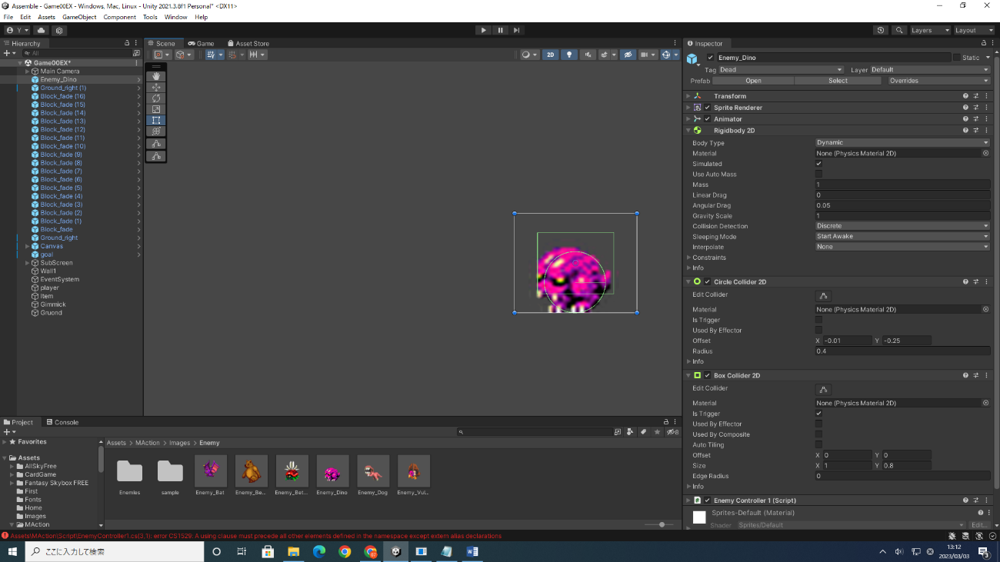 Assemble - Game00EX - Windows, Mac, Linux - Unity 2021.3.8f1 Personal* <DX11>
File Edit Assets GameObject Component Tools Window Help
Y
Layers Layout
Hierarchy
All
Game00EX*
Main Camera
Enemy_Dino
Ground_right (1)
Block_fade (16)
Block_fade (15)
Block_fade (14)
Block_fade (13)
Block_fade (12)
Block_fade (11)
Block_fade (10)
Block_fade (9)
Block_fade (8)
Block_fade (7)
Block_fade (6)
Block_fade (5)
Block_fade (4)
Block_fade (3)
Block_fade (2)
Block_fade (1)
Block_fade
Ground_right
Canvas
goal
SubScreen
Wall1
EventSystem
player
Item
Gimmick
Gruond
Scene Game Asset Store
2D
Inspector
Enemy_Dino Static
Tag Dead Layer Default
Prefab Open Select Overrides
Transform
Sprite Renderer
Animator
Rigidbody 2D
Body Type Dynamic
Material None (Physics Material 2D)
Simulated
Use Auto Mass
Mass 1
Linear Drag 0
Angular Drag 0.05
Gravity Scale 1
Collision Detection Discrete
Sleeping Mode Start Awake
Interpolate None
Constraints
Info
Circle Collider 2D
Edit Collider
Material None (Physics Material 2D)
Is Trigger
Used By Effector
Offset X -0.01 Y -0.25
Radius 0.4
Info
Box Collider 2D
Edit Collider
Material None (Physics Material 2D)
Is Trigger
Used By Effector
Used By Composite
Auto Tiling
Offset X 0 Y 0
Size X 1 Y 0.8
Edge Radius 0
Info
Enemy Controller 1 (Script)
Sprites-Default (Material)
Shader Sprites/Default Edit...
Project Console
8
Favorites
Assets
AllSkyFree
CardGame
Fantasy Skybox FREE
First
Fonts
Home
Images
MAction
Assets > MAction > Images > Enemy
Enemies sample Enemy_Bat Enemy_Be... Enemy_Bet... Enemy_Dino Enemy_Dog Enemy_Vul...
Assets\MAction\Script\EnemyController1.cs(3,1): error CS1529: A using clause must precede all other elements defined in the namespace except extern alias declarations
ここに入力して検索
13:12
2023/03/03
3